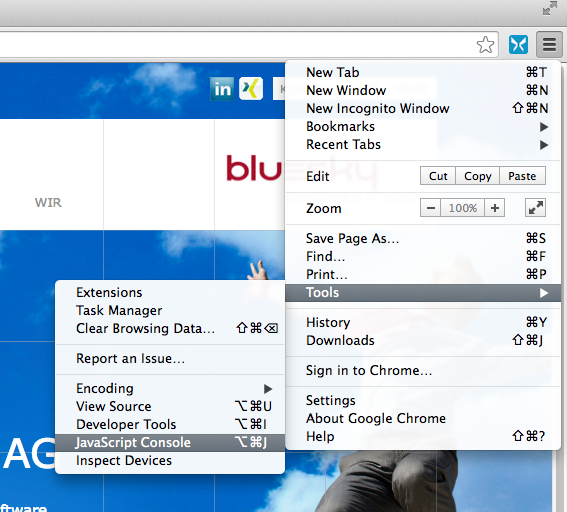 in
K
New Tab ⌘T
New Window ⌘N
New Incognito Window ⇧⌘N
Bookmarks ▶
Recent Tabs ▶
bluesky
Edit Cut Copy Paste
WIR
Zoom − 100% +
Save Page As... ⌘S
Find... ⌘F
Print... ⌘P
Tools ▶
History ⌘Y
Downloads ⇧⌘J
Sign in to Chrome...
Settings
About Google Chrome
Help ⇧⌘?
Extensions
Task Manager
Clear Browsing Data... ⇧⌘⌫
Report an Issue...
Encoding ▶
View Source ⌥⌘U
Developer Tools ⌥⌘I
JavaScript Console ⌥⌘J
Inspect Devices
AG
ftware